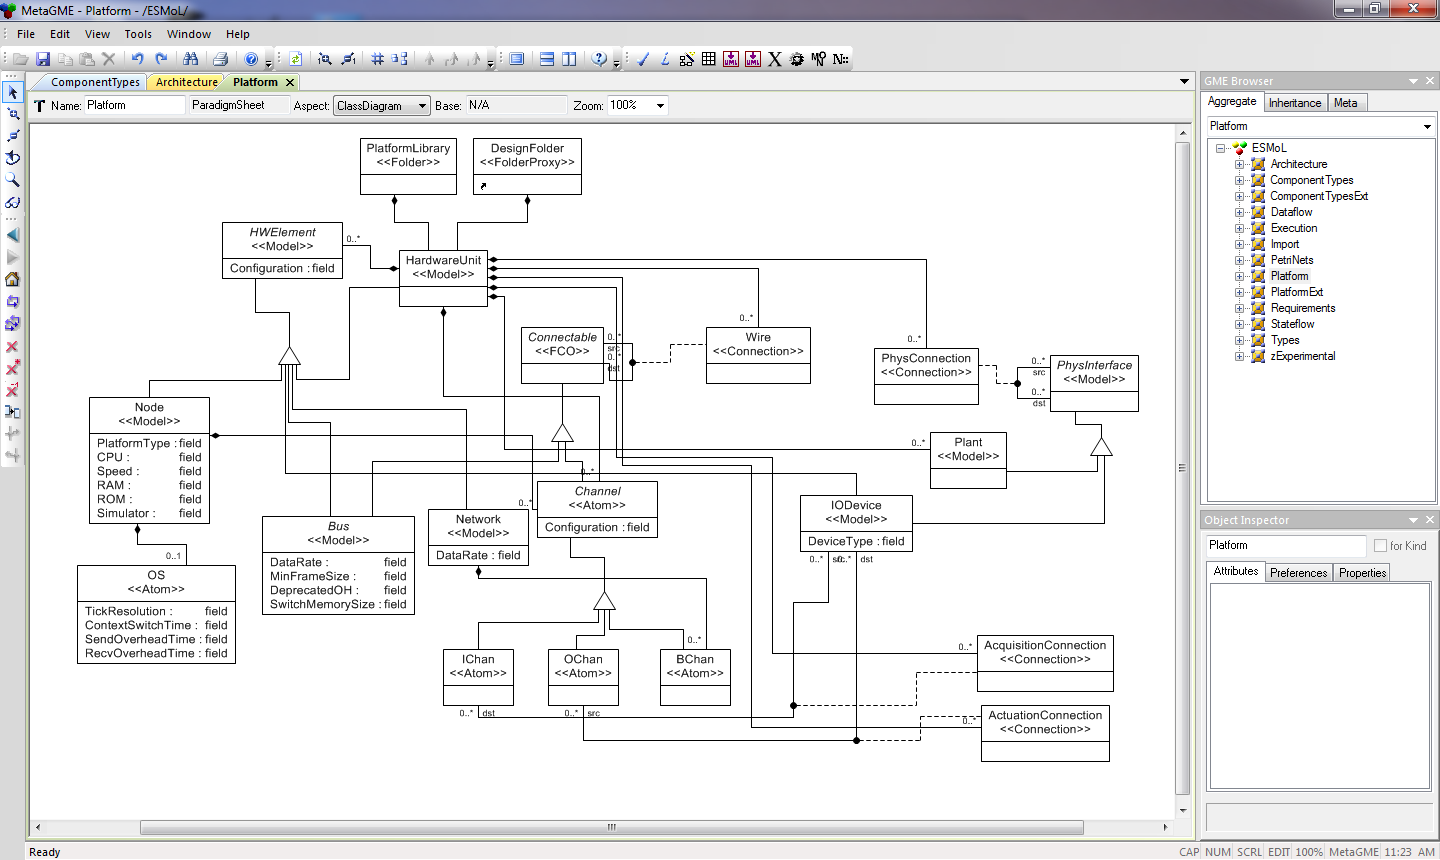 MetaGME - Platform - /ESMoL/
File Edit View Tools Window Help
ComponentTypes Architecture Platform
Name: Platform ParadigmSheet Aspect: ClassDiagram Base: N/A Zoom: 100%
PlatformLibrary
<<Folder>>
DesignFolder
<<FolderProxy>>
HWElement
<<Model>>
Configuration : field
0..*
HardwareUnit
<<Model>>
Connectable
<<FCO>>
0..*
src
0..*
dst
0..*
Wire
<<Connection>>
0..*
PhysConnection
<<Connection>>
0..*
src
0..*
dst
PhysInterface
<<Model>>
Node
<<Model>>
PlatformType : field
CPU : field
Speed : field
RAM : field
ROM : field
Simulator : field
0..*
Plant
<<Model>>
0..1
OS
<<Atom>>
TickResolution : field
ContextSwitchTime : field
SendOverheadTime : field
RecvOverheadTime : field
Bus
<<Model>>
DataRate : field
MinFrameSize : field
DeprecatedOH : field
SwitchMemorySize : field
Network
<<Model>>
DataRate : field
0..*
0..*
Channel
<<Atom>>
Configuration : field
IODevice
<<Model>>
DeviceType : field
0..* src
0..* dst
IChan
<<Atom>>
0..* dst
OChan
<<Atom>>
0..* src
0..*
BChan
<<Atom>>
0..*
AcquisitionConnection
<<Connection>>
0..*
ActuationConnection
<<Connection>>
GME Browser
Aggregate Inheritance Meta
Platform
ESMoL
Architecture
ComponentTypes
ComponentTypesExt
Dataflow
Execution
Import
PetriNets
Platform
PlatformExt
Requirements
Stateflow
Types
zExperimental
Object Inspector
Platform for Kind
Attributes Preferences Properties
Ready CAP NUM SCRL EDIT 100% MetaGME 11:23 AM